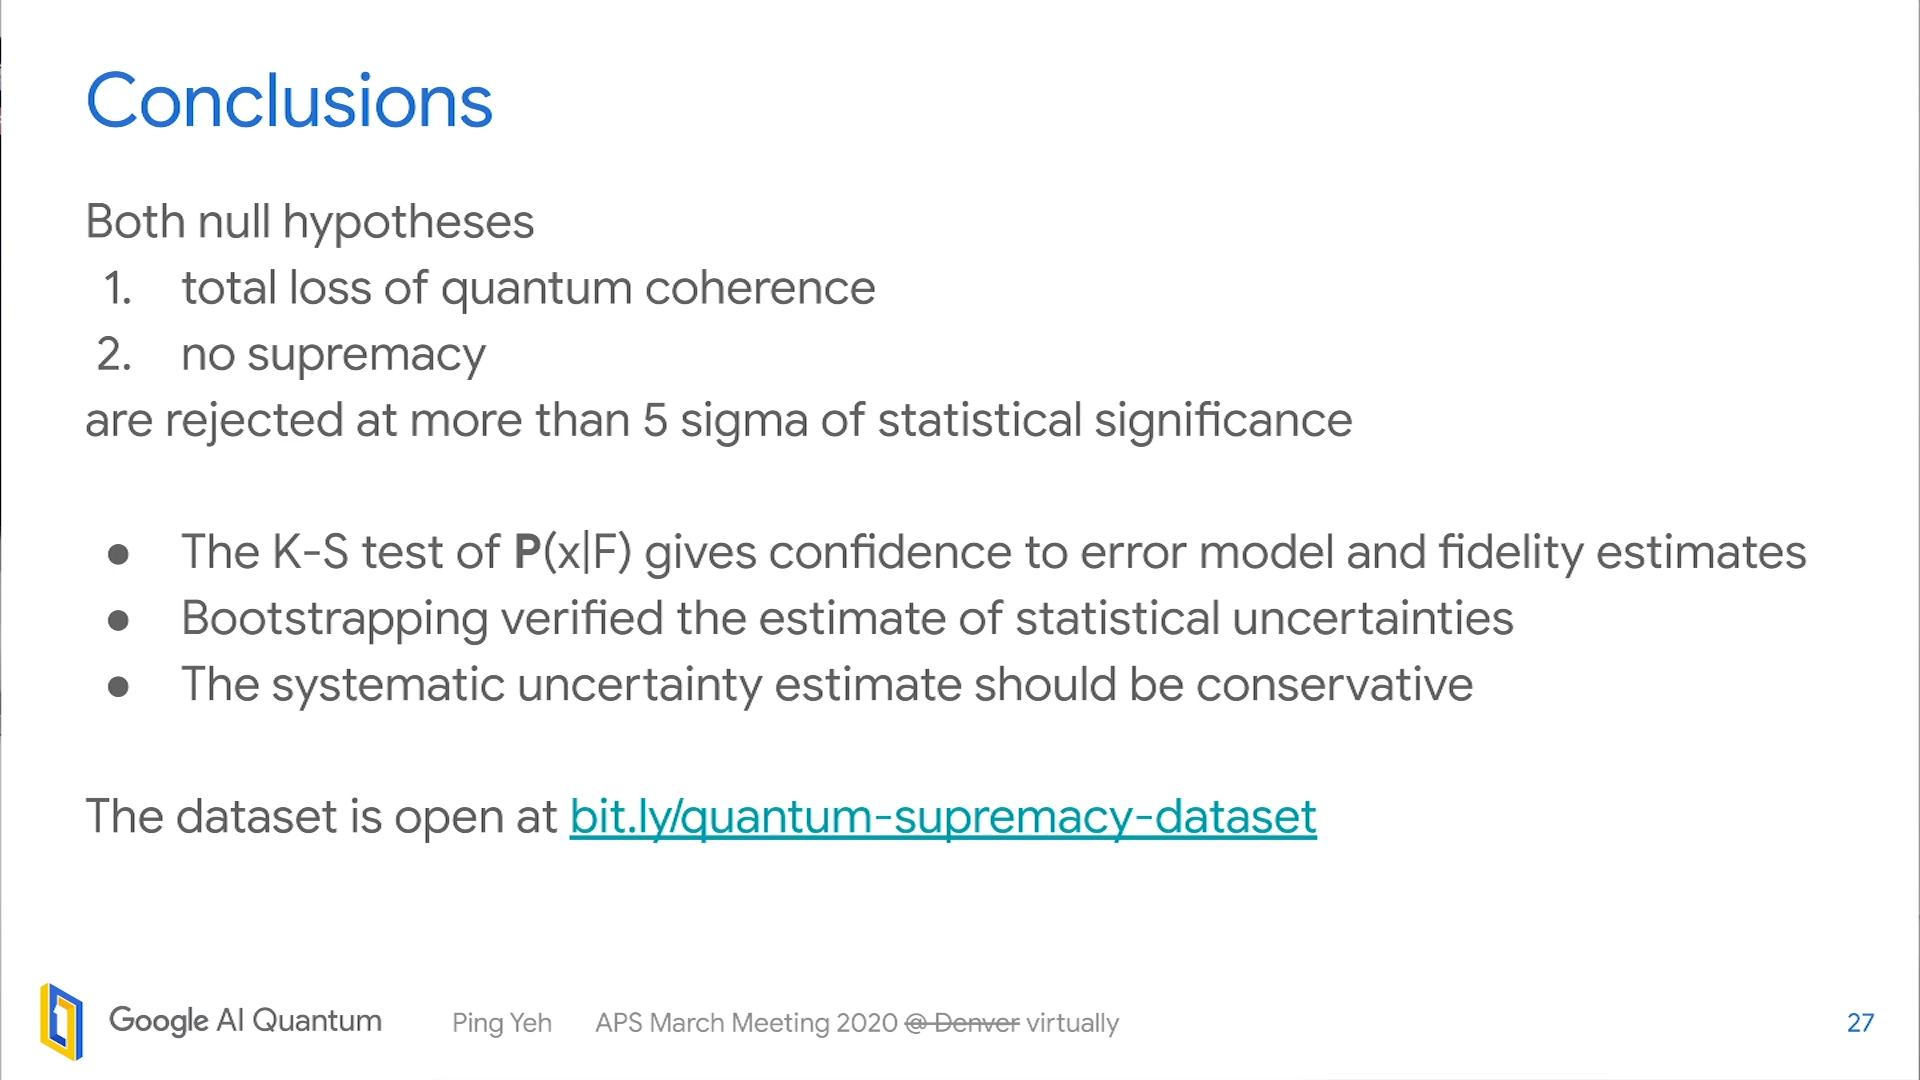 Conclusions
Both null hypotheses
1. total loss of quantum coherence
2. no supremacy
are rejected at more than 5 sigma of statistical significance
● The K-S test of P(x|F) gives confidence to error model and fidelity estimates
● Bootstrapping verified the estimate of statistical uncertainties
● The systematic uncertainty estimate should be conservative
The dataset is open at bit.ly/quantum-supremacy-dataset
Google AI Quantum Ping Yeh APS March Meeting 2020 @ Denver virtually 27